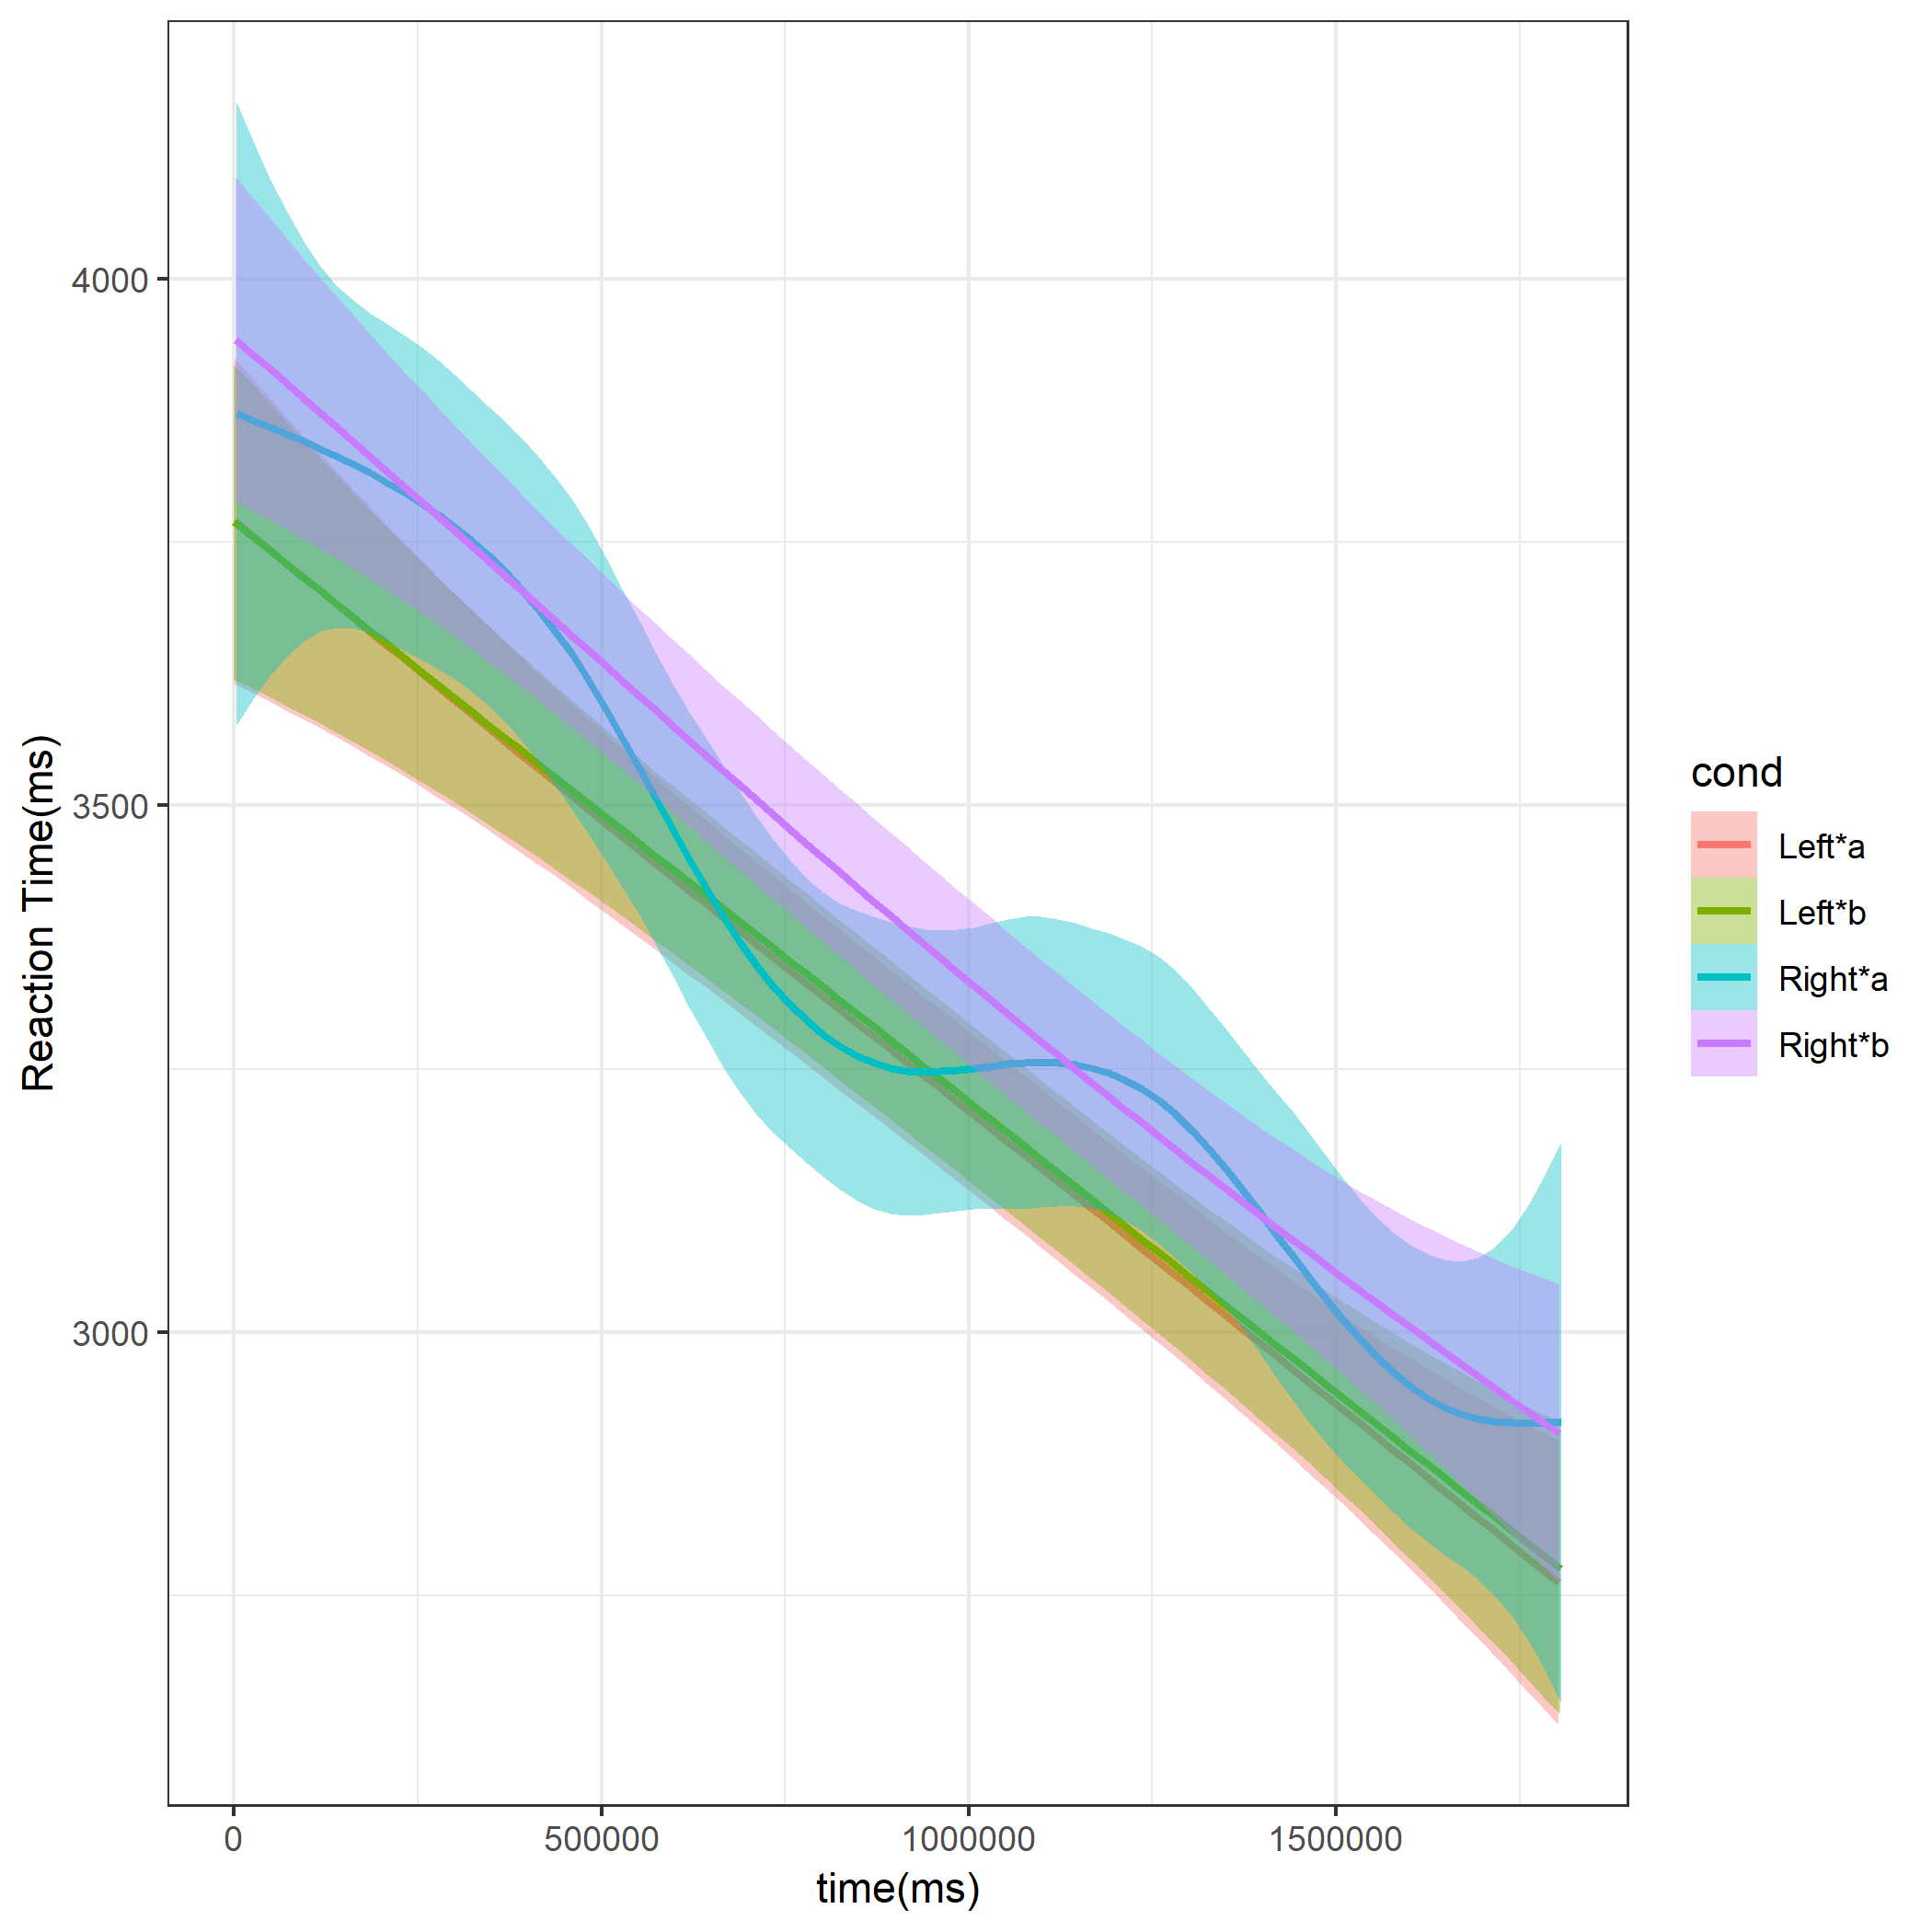 4000
3500
3000
Reaction Time(ms)
0 500000 1000000 1500000
time(ms)
cond
Left*a
Left*b
Right*a
Right*b